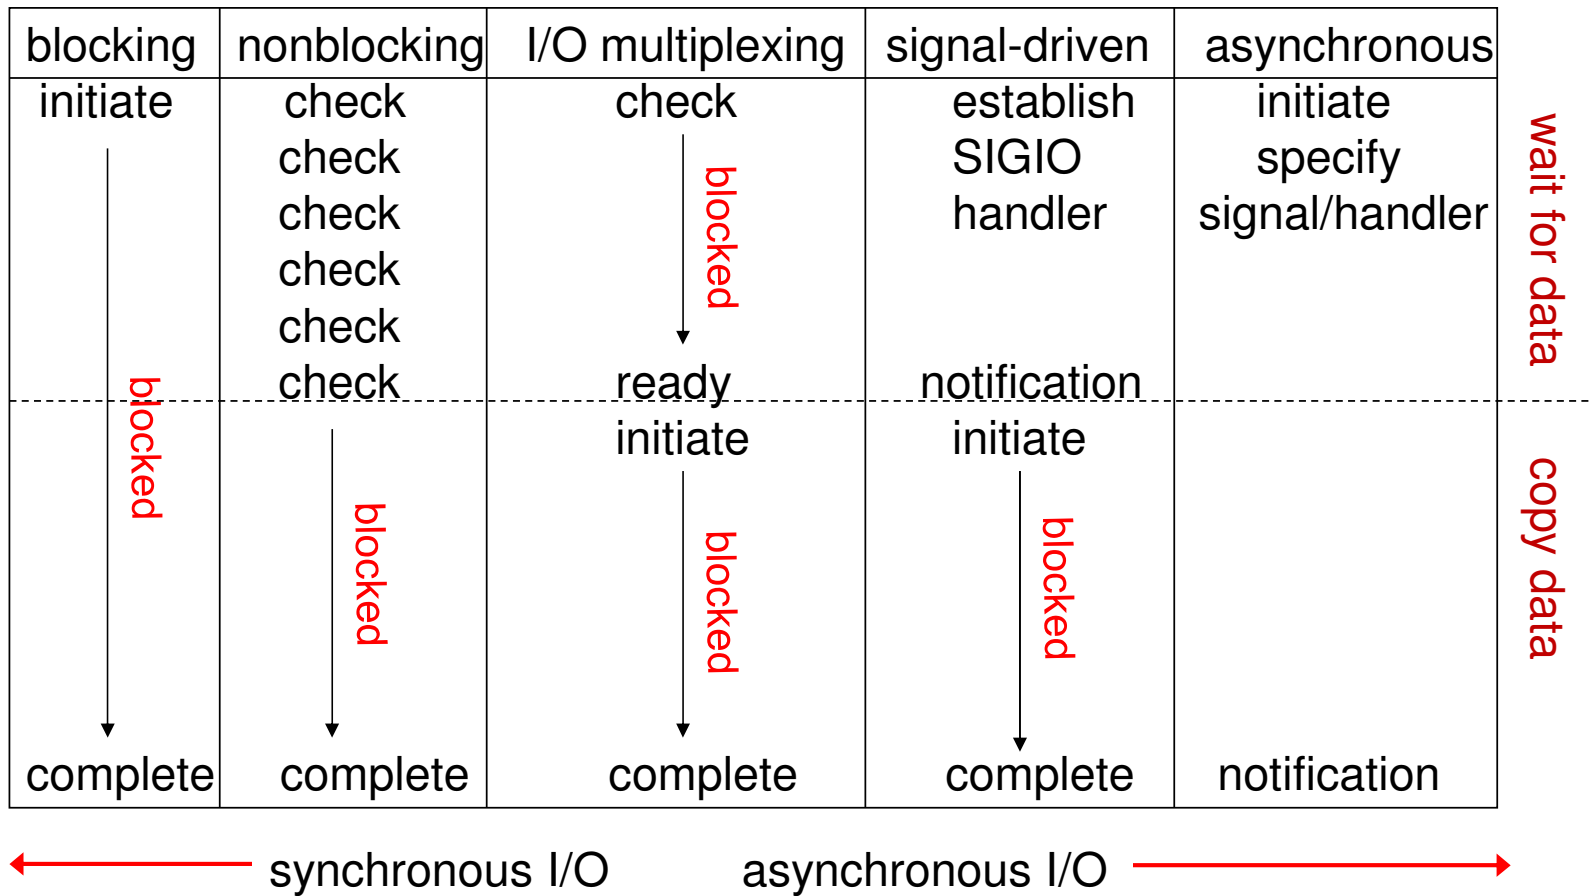 blocking nonblocking I/O multiplexing signal-driven asynchronous
initiate check check establish initiate
check SIGIO specify
check handler signal/handler
check
check
check ready notification
initiate initiate
blocked
blocked
blocked
blocked
blocked
complete complete complete complete notification
wait for data
copy data
synchronous I/O asynchronous I/O